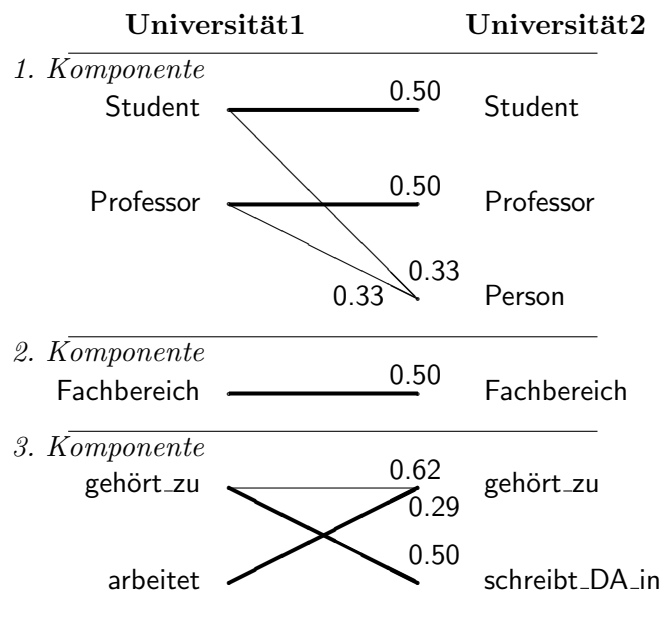 Universität1 Universität2
1. Komponente
0.50
Student Student
0.50
Professor Professor
0.33
0.33 Person
2. Komponente
0.50
Fachbereich Fachbereich
3. Komponente
0.62
gehört_zu gehört_zu
0.29
0.50
arbeitet schreibt_DA_in